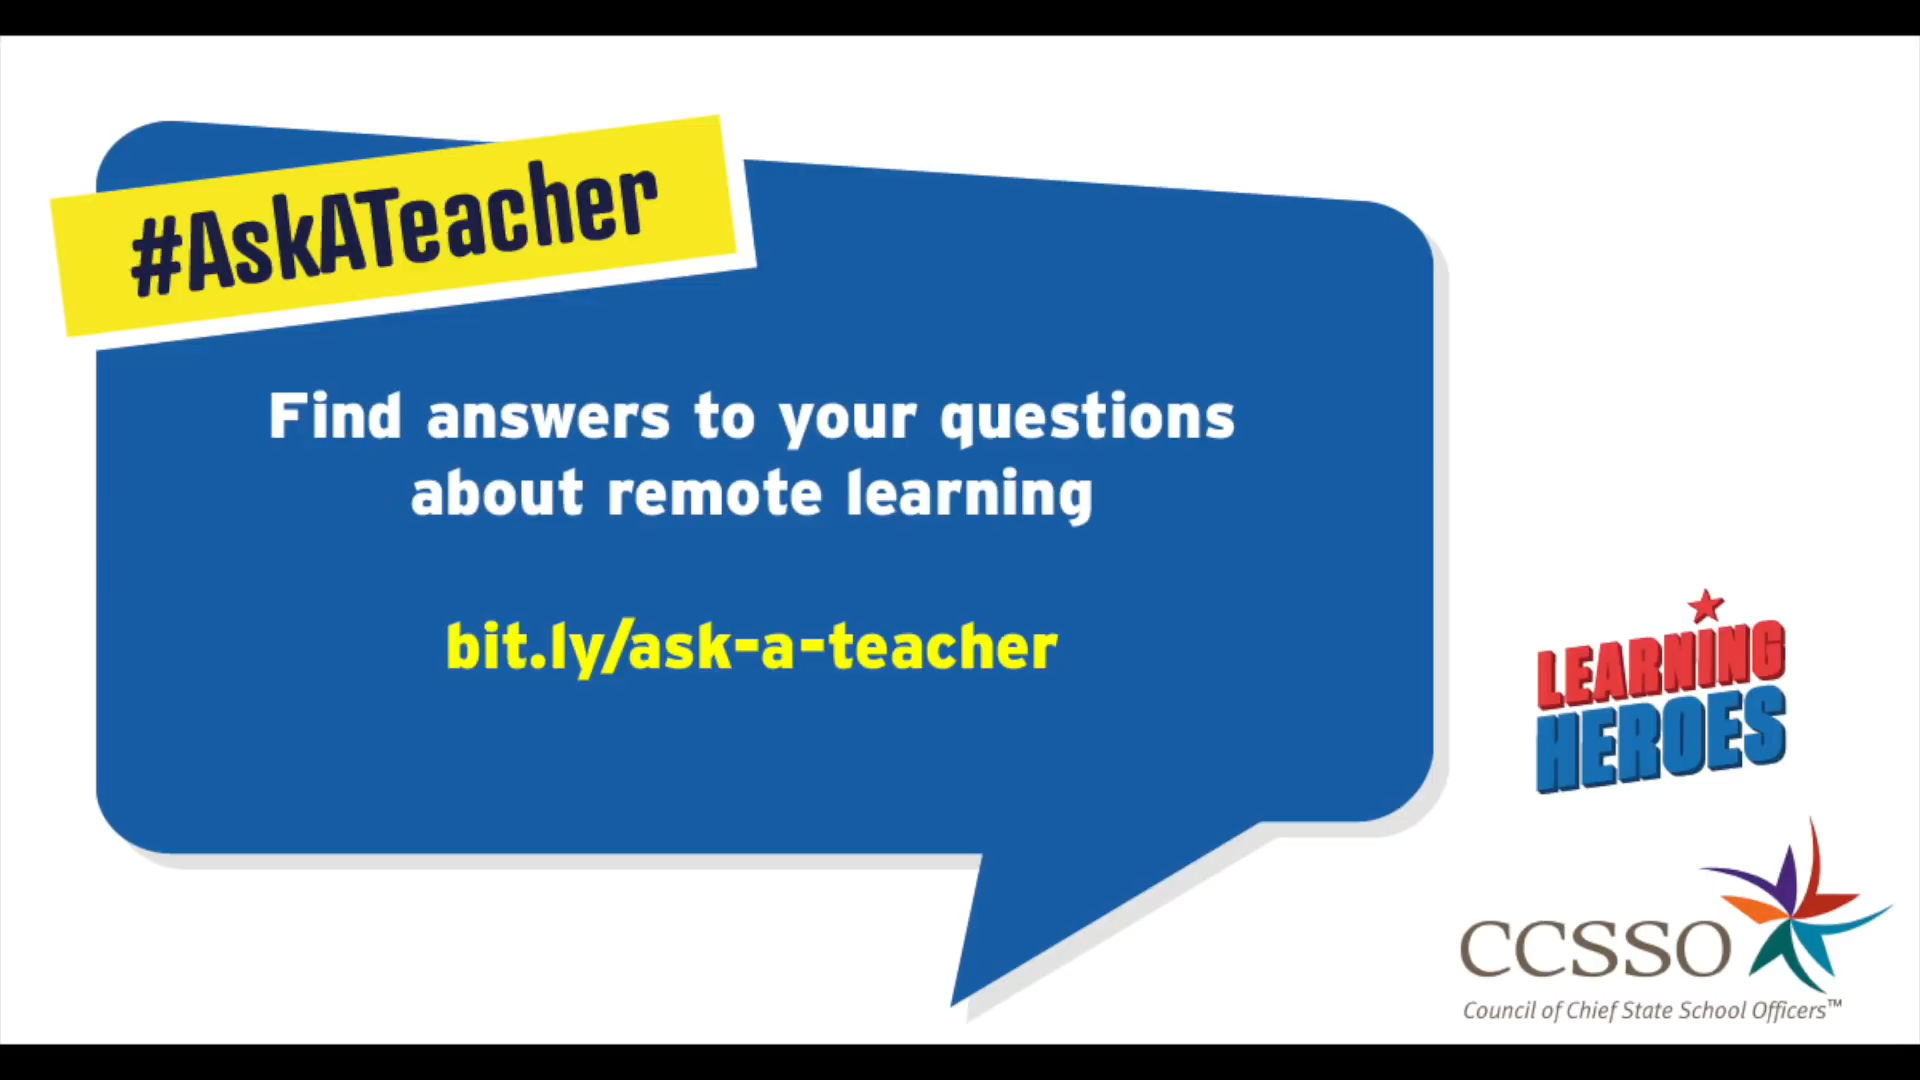 #AskATeacher
Find answers to your questions
about remote learning
bit.ly/ask-a-teacher
LEARNING
HEROES
CCSSO
Council of Chief State School Officers™